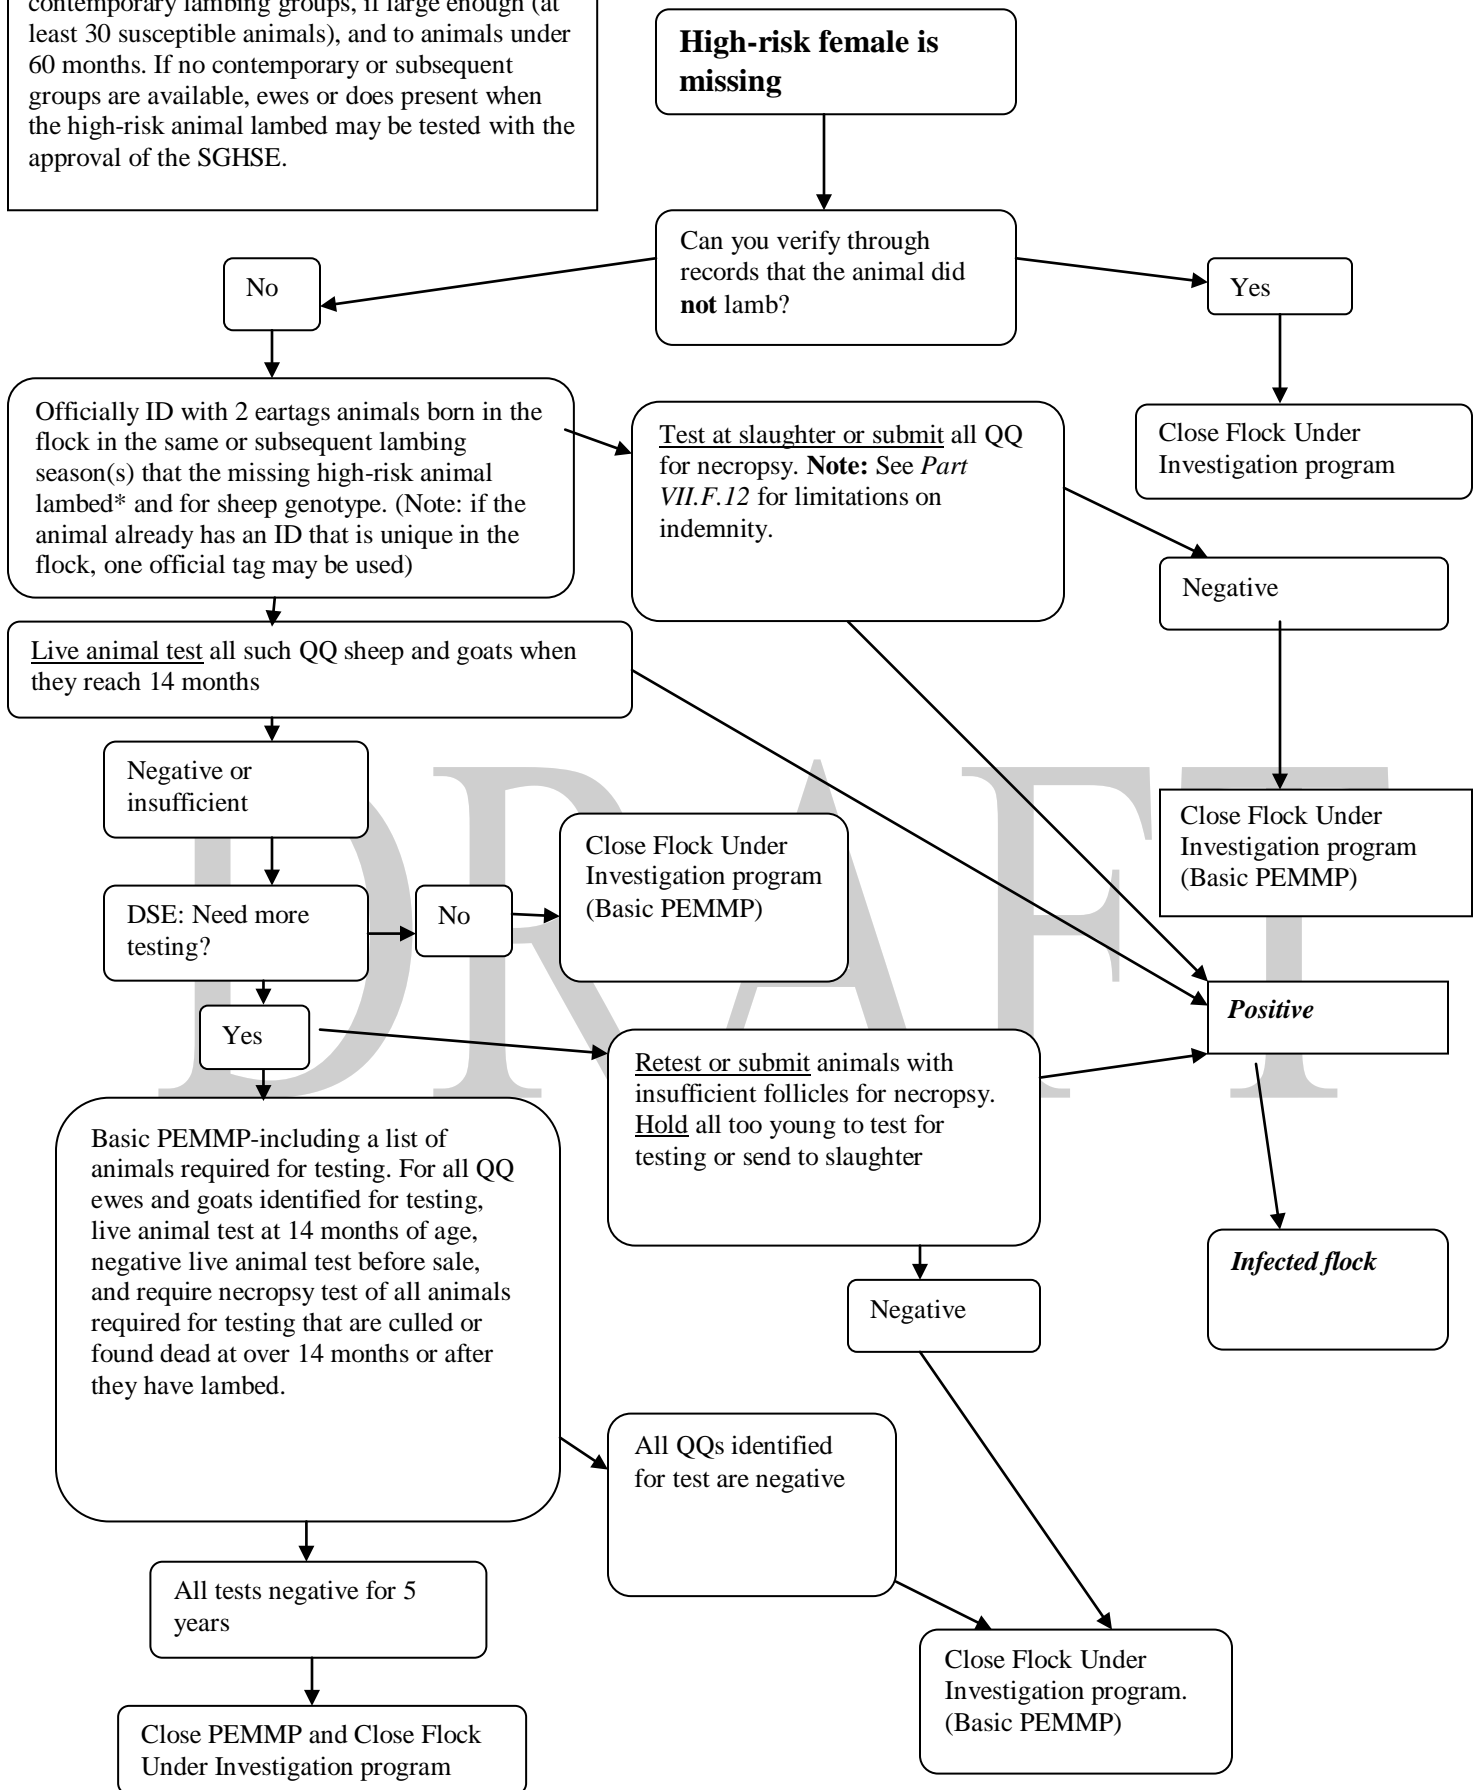 contemporary lambing groups, if large enough (at
least 30 susceptible animals), and to animals under
60 months. If no contemporary or subsequent
groups are available, ewes or does present when
the high-risk animal lambed may be tested with the
approval of the SGHSE.
High-risk female is
missing
Can you verify through
records that the animal did
not lamb?
No
Yes
Officially ID with 2 eartags animals born in the
flock in the same or subsequent lambing
season(s) that the missing high-risk animal
lambed* and for sheep genotype. (Note: if the
animal already has an ID that is unique in the
flock, one official tag may be used)
Test at slaughter or submit all QQ
for necropsy. Note: See Part
VII.F.12 for limitations on
indemnity.
Close Flock Under
Investigation program
Negative
Live animal test all such QQ sheep and goats when
they reach 14 months
Negative or
insufficient
Close Flock Under
Investigation program
(Basic PEMMP)
Close Flock Under
Investigation program
(Basic PEMMP)
DSE: Need more
testing?
No
DRAFT
Positive
Yes
Retest or submit animals with
insufficient follicles for necropsy.
Hold all too young to test for
testing or send to slaughter
Basic PEMMP-including a list of
animals required for testing. For all QQ
ewes and goats identified for testing,
live animal test at 14 months of age,
negative live animal test before sale,
and require necropsy test of all animals
required for testing that are culled or
found dead at over 14 months or after
they have lambed.
Infected flock
Negative
All QQs identified
for test are negative
All tests negative for 5
years
Close Flock Under
Investigation program.
(Basic PEMMP)
Close PEMMP and Close Flock
Under Investigation program